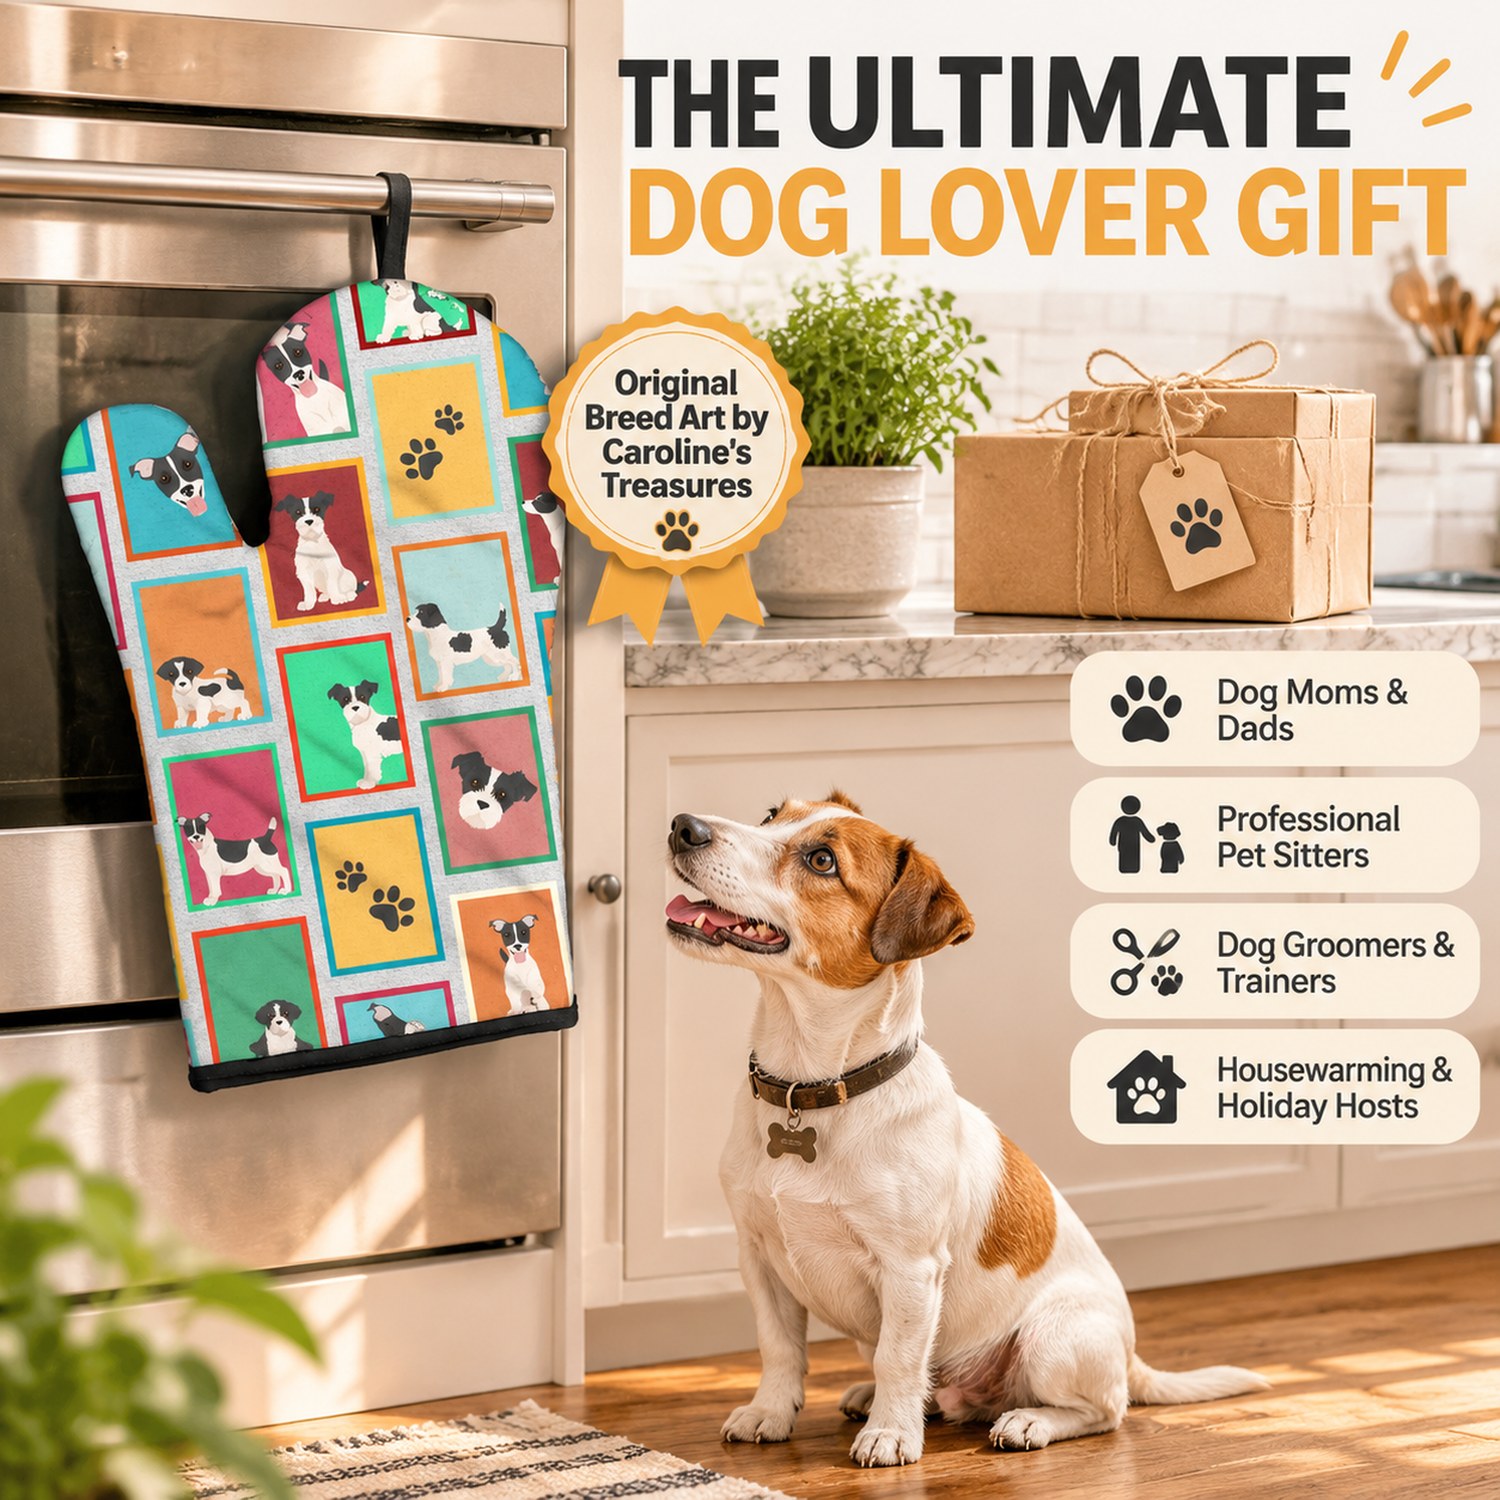 THE ULTIMATE
DOG LOVER GIFT
Original
Breed Art by
Caroline's
Treasures
Dog Moms &
Dads
Professional
Pet Sitters
Dog Groomers &
Trainers
Housewarming &
Holiday Hosts